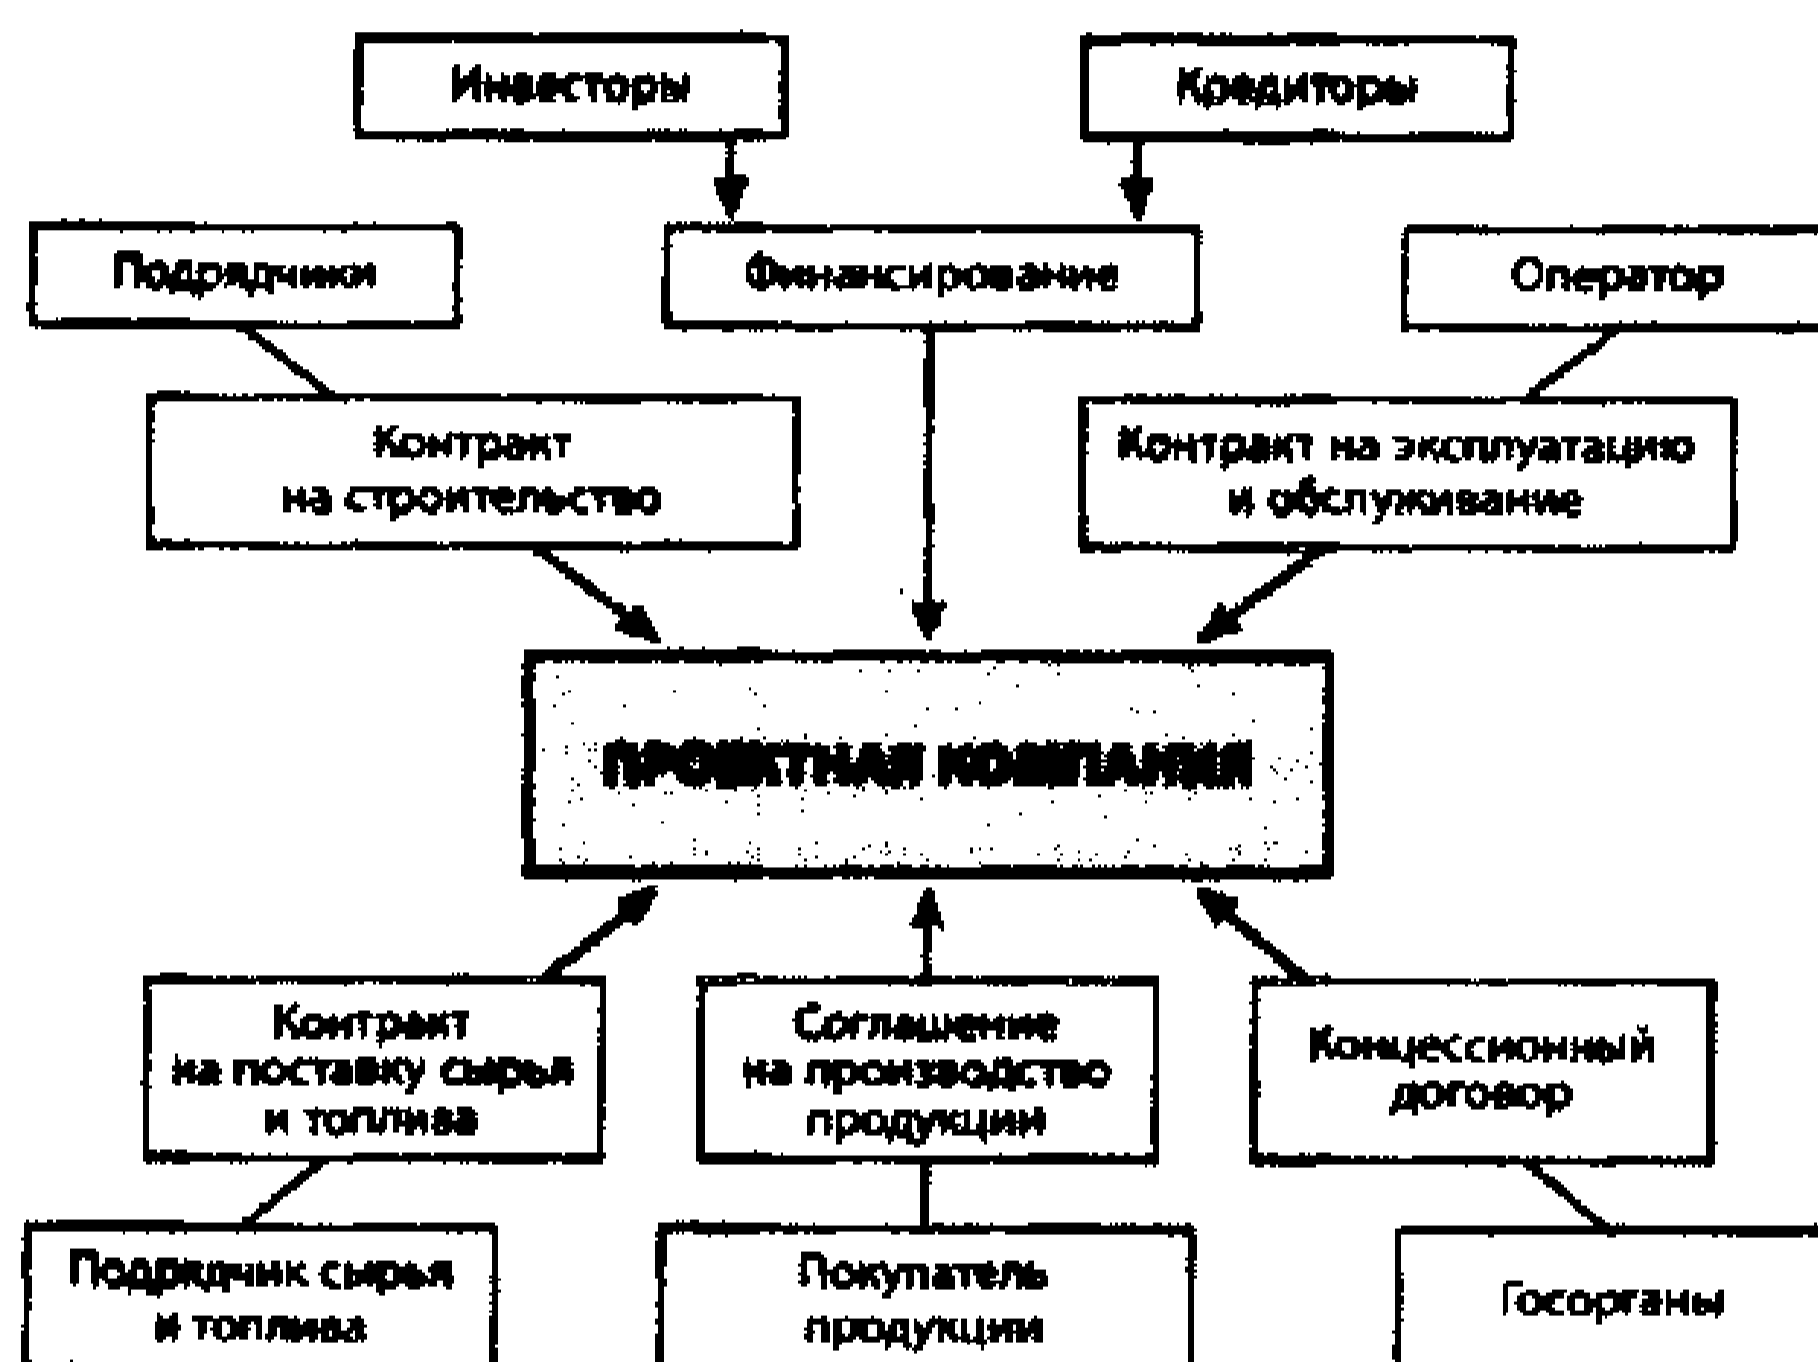 Инвесторы
Кредиторы
Подрядчики
Финансирование
Оператор
Контракт
на строительство
Контракт на эксплуатацию
и обслуживание
ПРОЕКТНАЯ КОМПАНИЯ
Контракт
на поставку сырья
и топлива
Соглашение
на производство
продукции
Концессионный
договор
Подрядчик сырья
и топлива
Покупатель
продукции
Госорганы